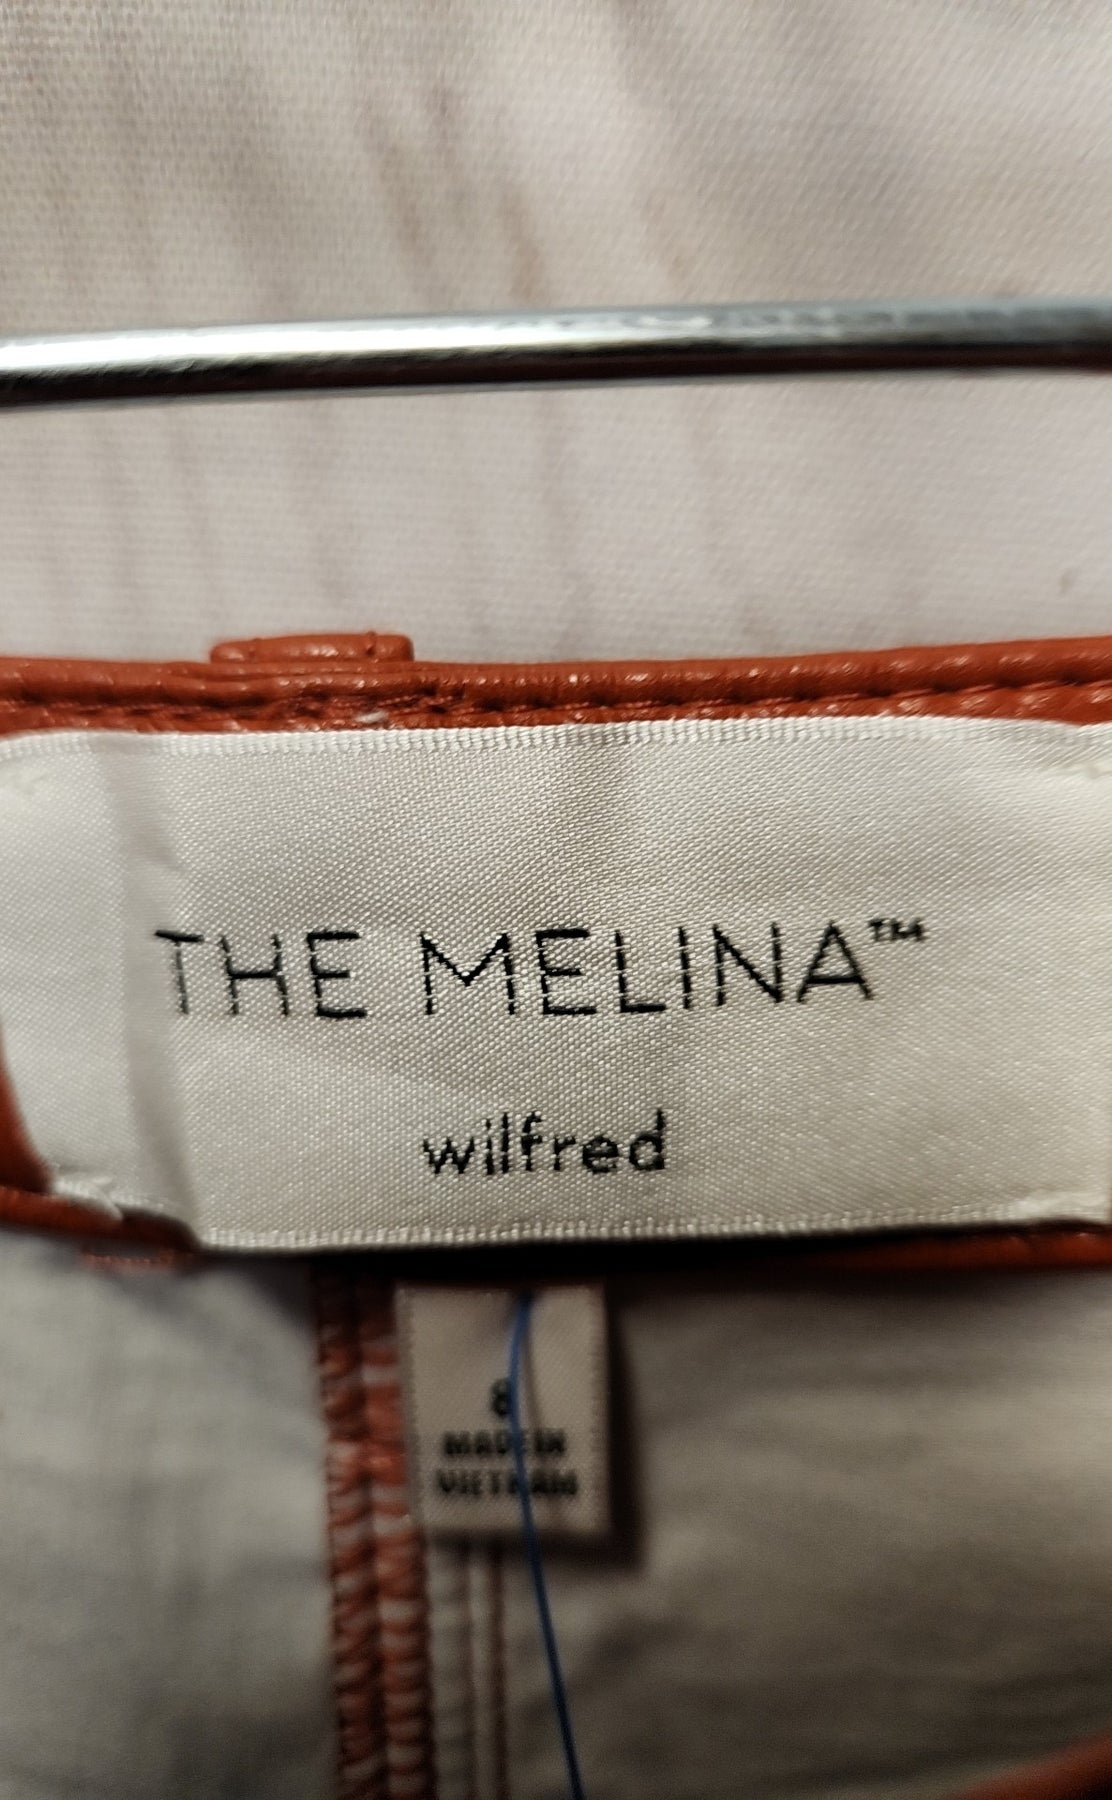 THE MELINA™
wilfred
8
MADE IN
VIETNAM